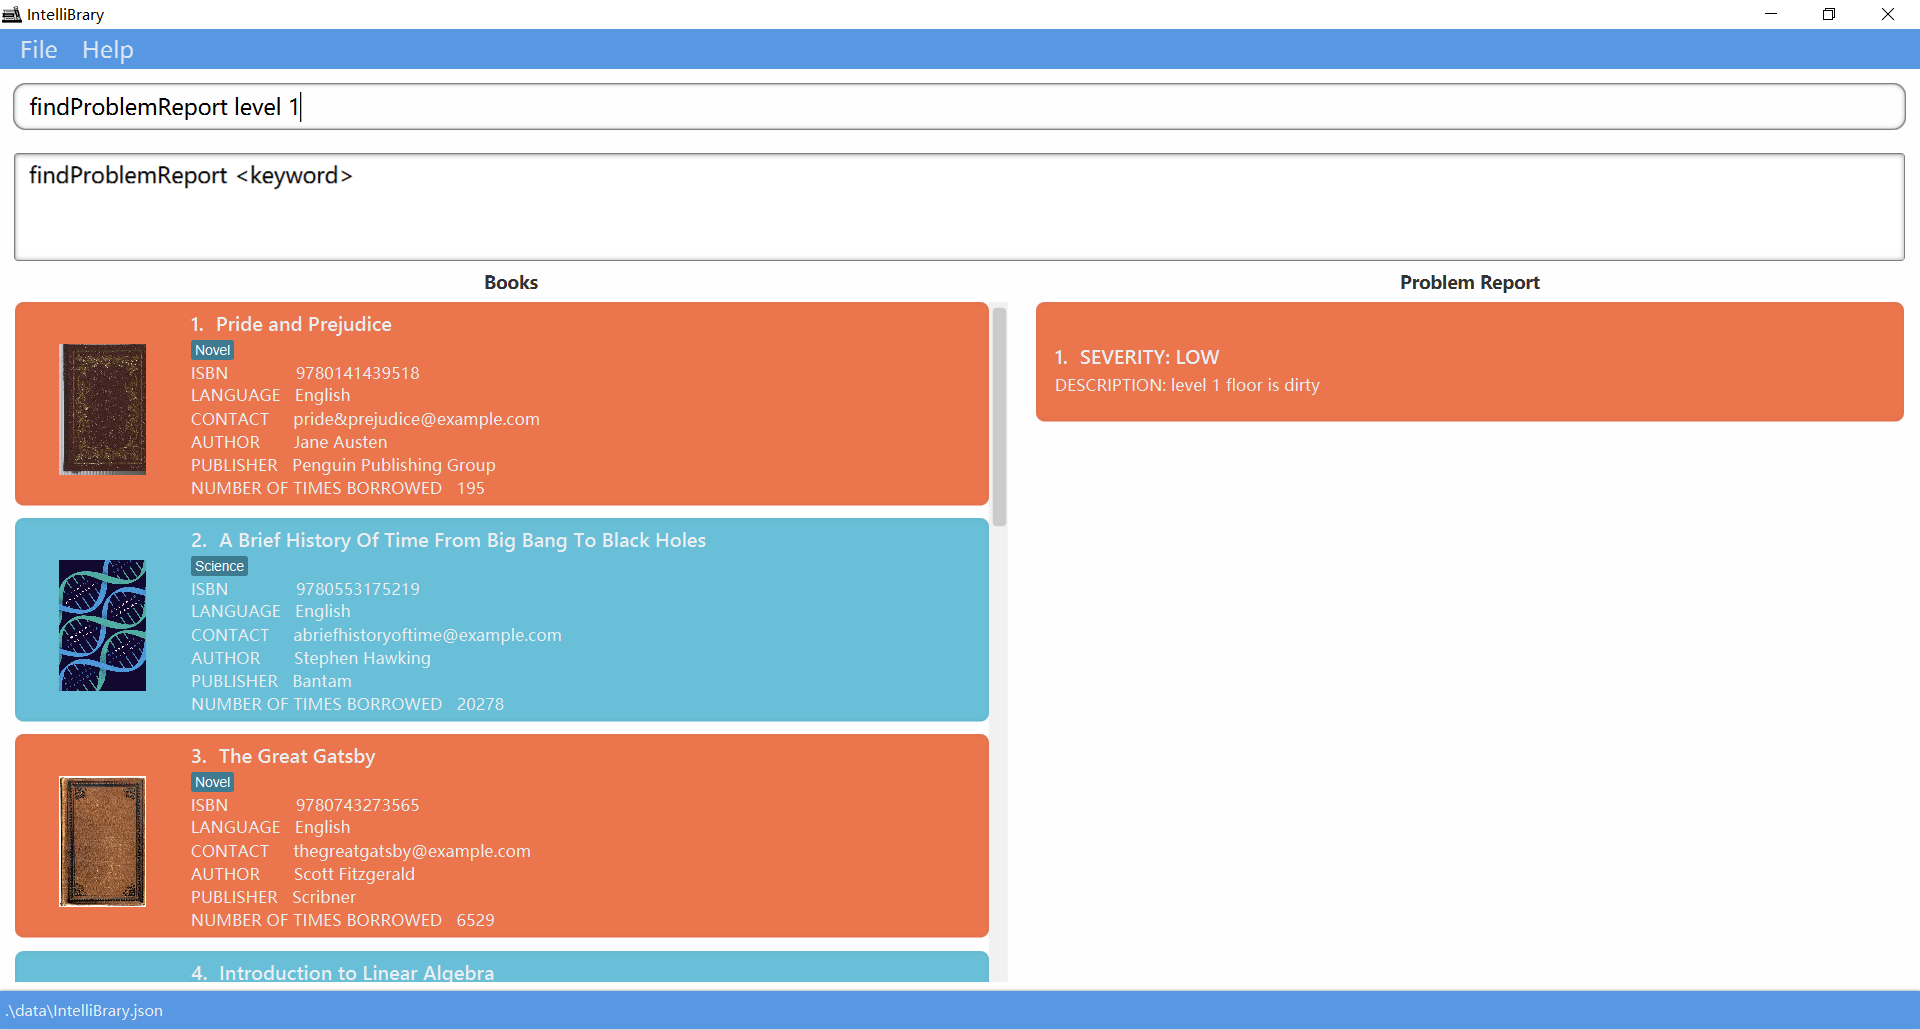 IntelliBrary
File Help
findProblemReport level 1
findProblemReport <keyword>
Books
1. Pride and Prejudice
Novel
ISBN 9780141439518
LANGUAGE English
CONTACT pride&prejudice@example.com
AUTHOR Jane Austen
PUBLISHER Penguin Publishing Group
NUMBER OF TIMES BORROWED 195
2. A Brief History Of Time From Big Bang To Black Holes
Science
ISBN 9780553175219
LANGUAGE English
CONTACT abriefhistoryoftime@example.com
AUTHOR Stephen Hawking
PUBLISHER Bantam
NUMBER OF TIMES BORROWED 20278
3. The Great Gatsby
Novel
ISBN 9780743273565
LANGUAGE English
CONTACT thegreatgatsby@example.com
AUTHOR Scott Fitzgerald
PUBLISHER Scribner
NUMBER OF TIMES BORROWED 6529
4. Introduction to Linear Algebra
Problem Report
1. SEVERITY: LOW
DESCRIPTION: level 1 floor is dirty
.\data\IntelliBrary.json